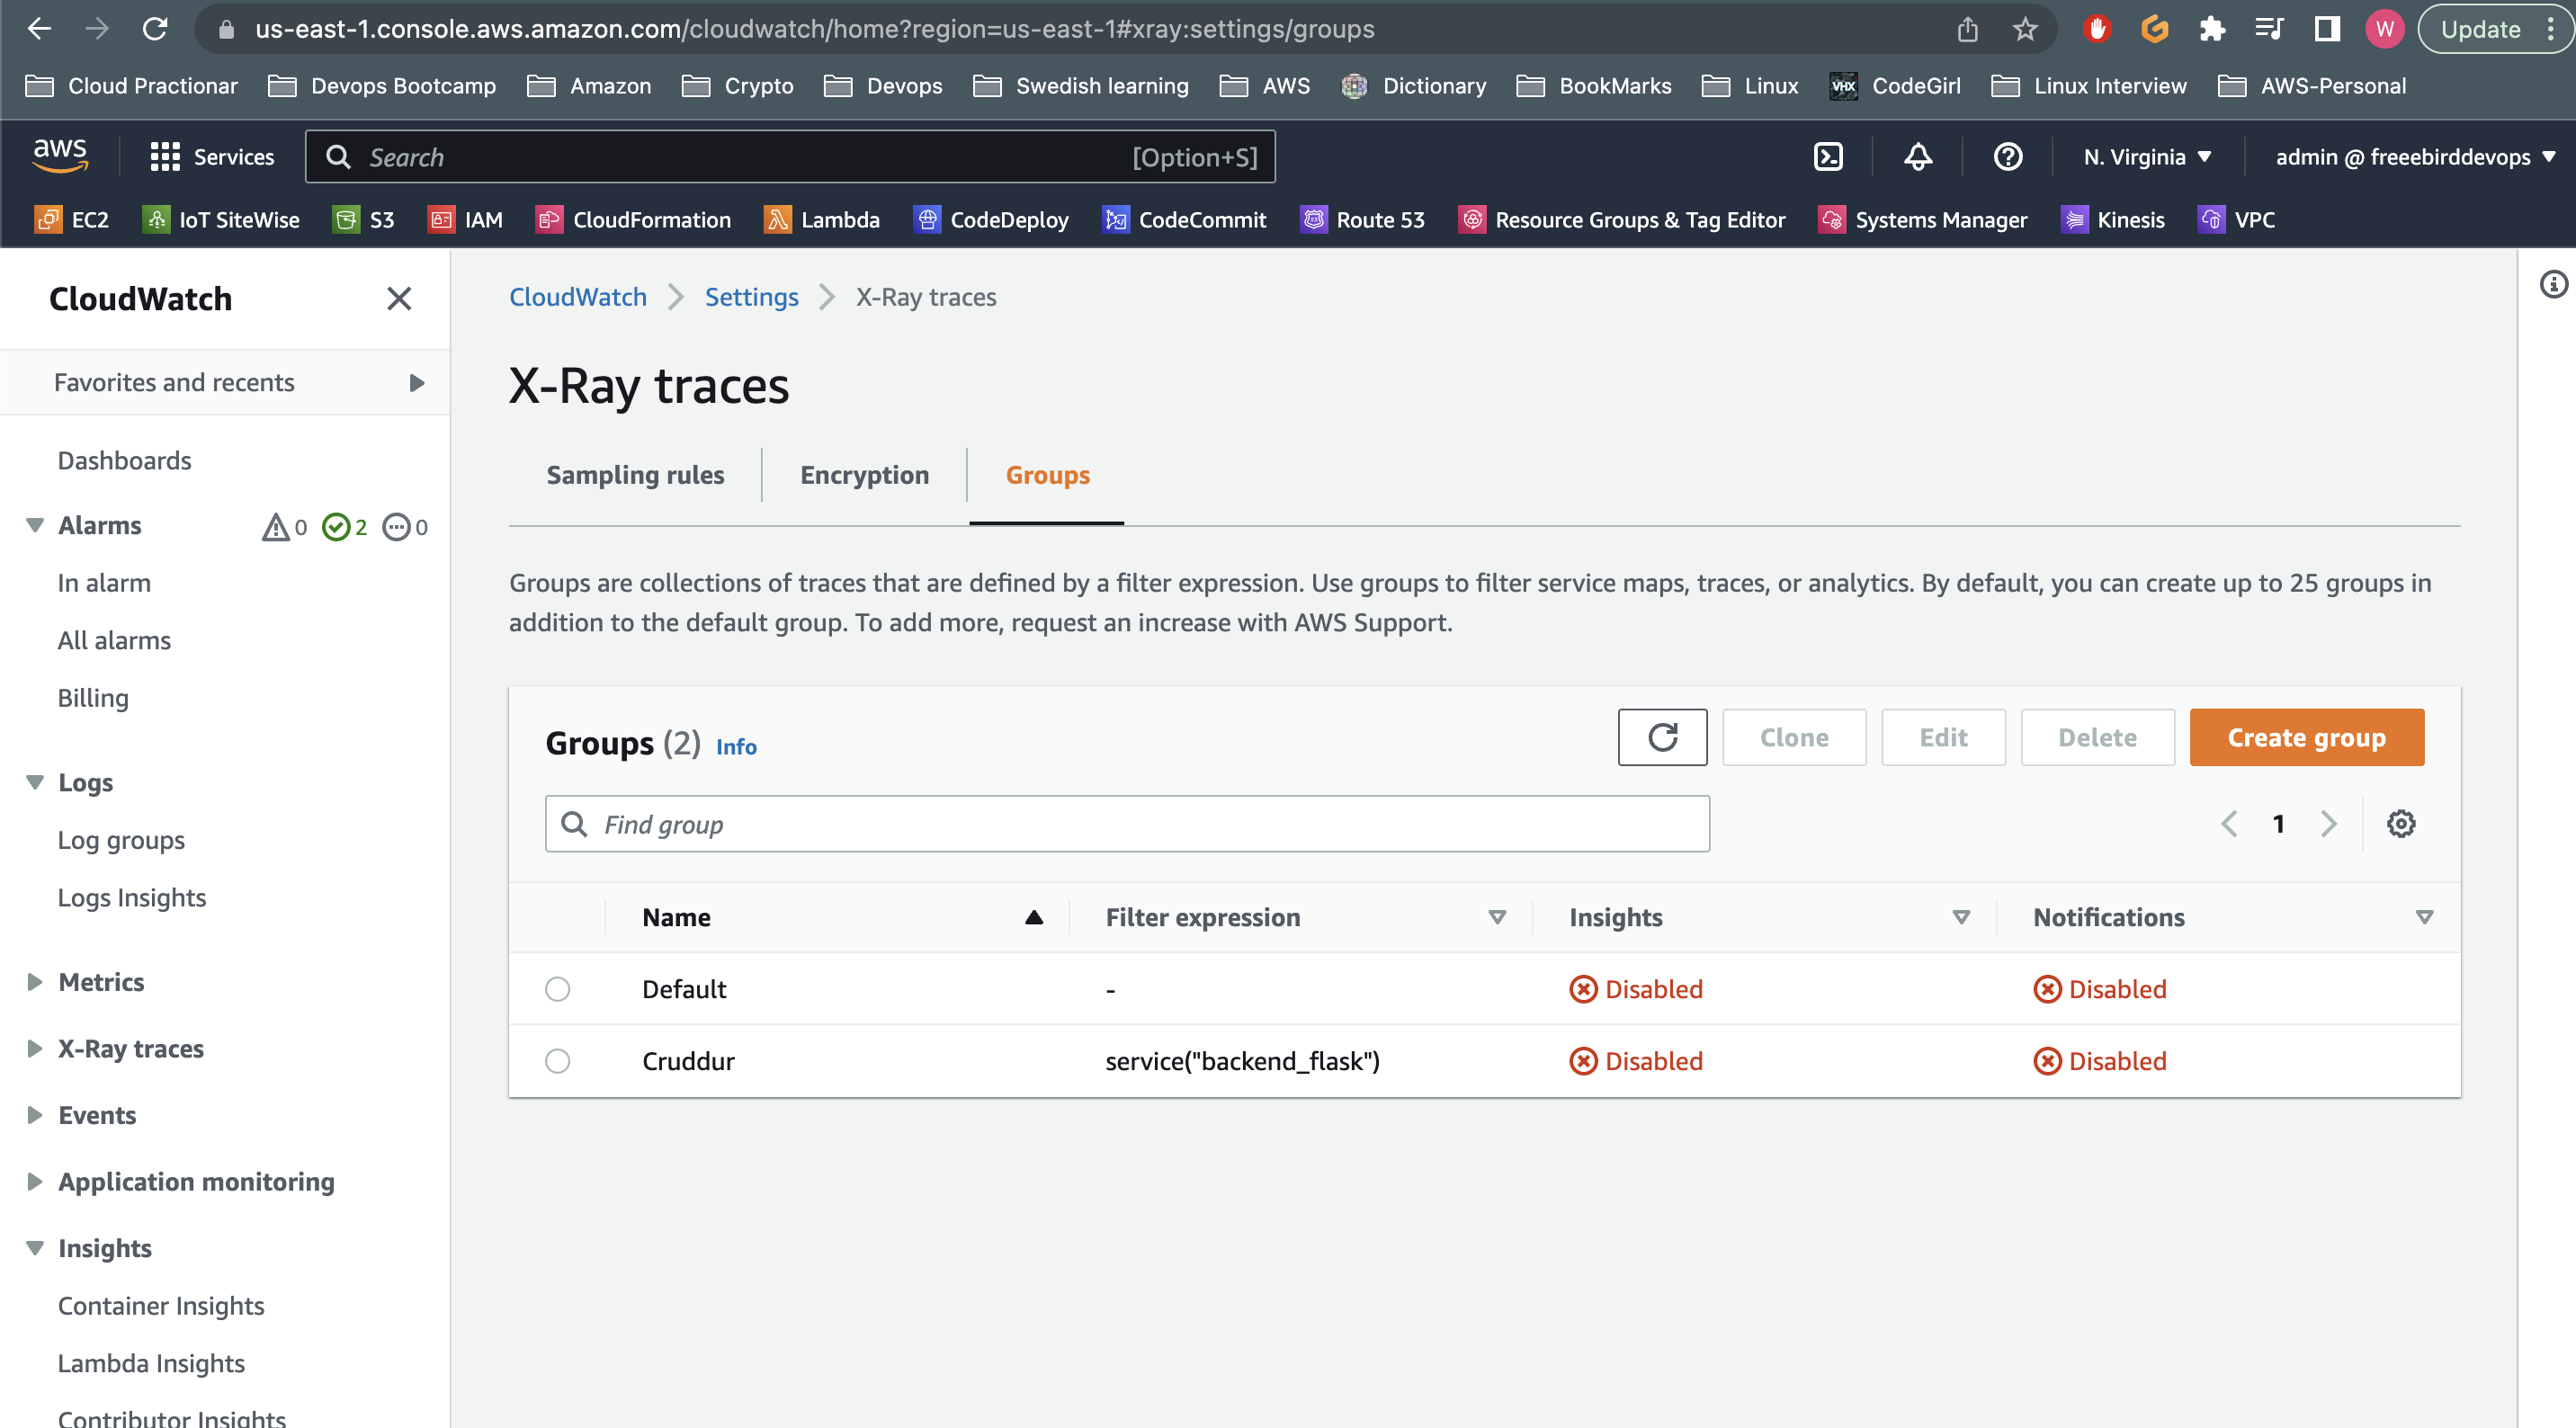 us-east-1.console.aws.amazon.com/cloudwatch/home?region=us-east-1#xray:settings/groups
W
Update
Cloud Practionar
Devops Bootcamp
Amazon
Crypto
Devops
Swedish learning
AWS
Dictionary
BookMarks
Linux
VHX
CodeGirl
Linux Interview
AWS-Personal
aws
Services
Search
[Option+S]
N. Virginia
admin @ freeebirddevops
EC2
IoT SiteWise
S3
IAM
CloudFormation
Lambda
CodeDeploy
CodeCommit
Route 53
Resource Groups & Tag Editor
Systems Manager
Kinesis
VPC
CloudWatch
Favorites and recents
Dashboards
Alarms
0
2
0
In alarm
All alarms
Billing
Logs
Log groups
Logs Insights
Metrics
X-Ray traces
Events
Application monitoring
Insights
Container Insights
Lambda Insights
Contributor Insights
CloudWatch
Settings
X-Ray traces
X-Ray traces
Sampling rules
Encryption
Groups
Groups are collections of traces that are defined by a filter expression. Use groups to filter service maps, traces, or analytics. By default, you can create up to 25 groups in
addition to the default group. To add more, request an increase with AWS Support.
Groups (2) Info
Clone
Edit
Delete
Create group
Find group
1
Name
Filter expression
Insights
Notifications
Default
-
Disabled
Disabled
Cruddur
service("backend_flask")
Disabled
Disabled